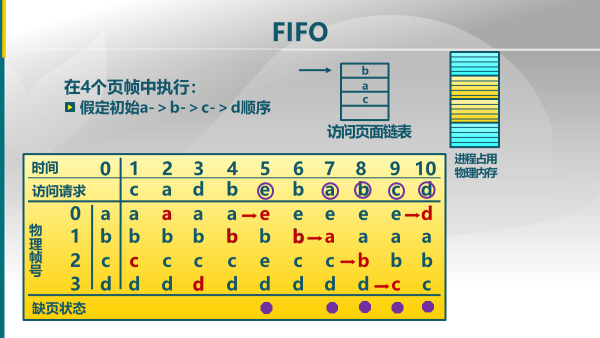 FIFO
在4个页帧中执行：
假定初始a->b->c->d顺序
b
a
c
访问页面链表
进程占用
物理内存
时间 0 1 2 3 4 5 6 7 8 9 10
访问请求 c a d b e b a b c d
物理帧号
0 a a a a a→e e e e e→d
1 b b b b b b b→a a a a
2 c c c c c e c c→b b b
3 d d d d d d d d d→c c
缺页状态